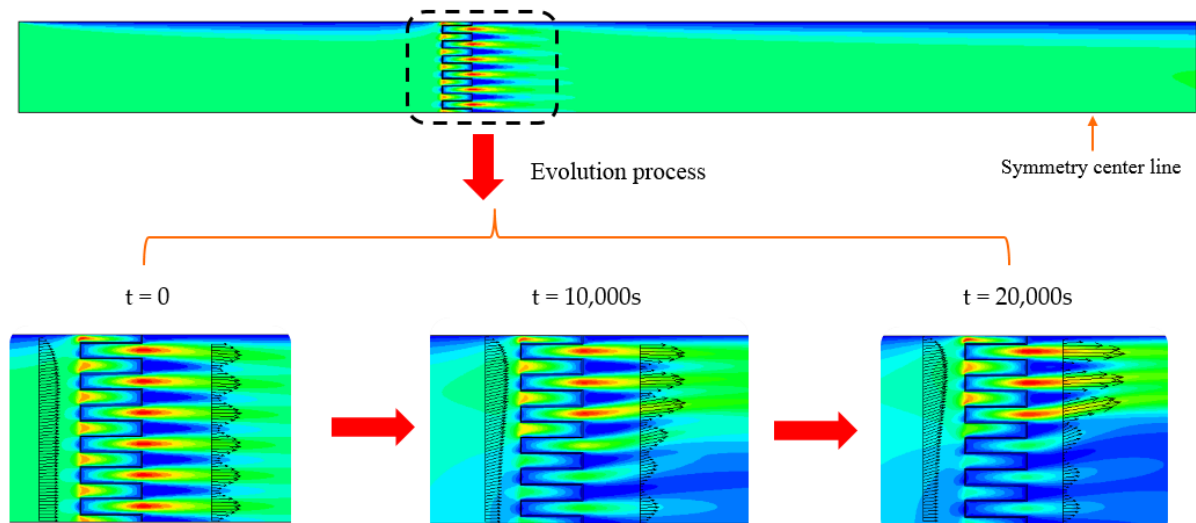 Symmetry center line
Evolution process
t = 0
t = 10,000s
t = 20,000s